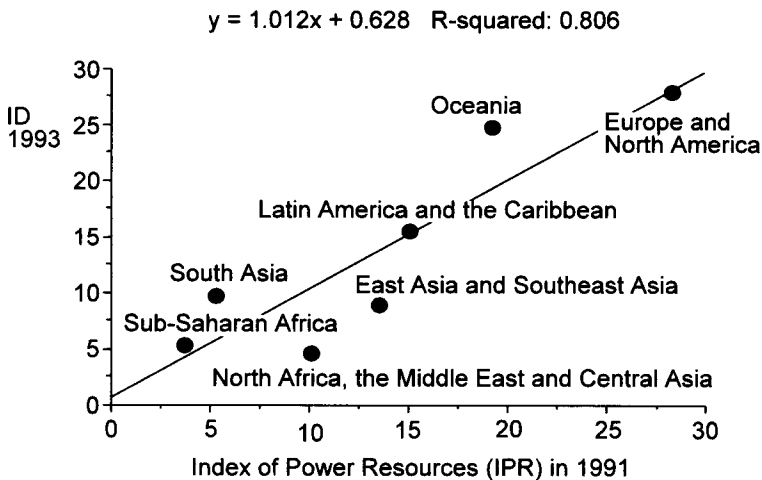 y = 1.012x + 0.628 R-squared: 0.806
30
ID
1993
Oceania
25
Europe and
North America
20
Latin America and the Caribbean
15
South Asia
10
East Asia and Southeast Asia
Sub-Saharan Africa
5
North Africa, the Middle East and Central Asia
0
0 5 10 15 20 25 30
Index of Power Resources (IPR) in 1991